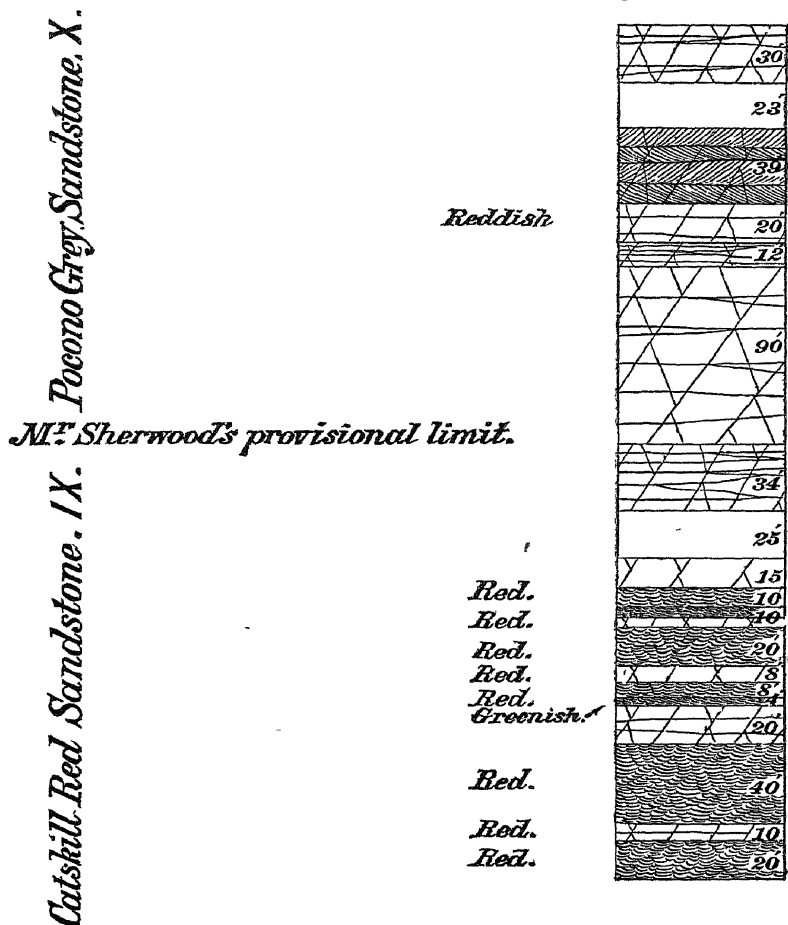 Pocono Grey Sandstone. X.
30'
23'
39
Reddish
20'
12
90'
Mr. Sherwood's provisional limit.
Catskill Red Sandstone. IX.
34'
25'
15
Red. 10
Red. 10
Red. 20'
Red. 8
Red. 8'
4
Greenish.
20'
Red. 40'
Red. 10
Red. 20'